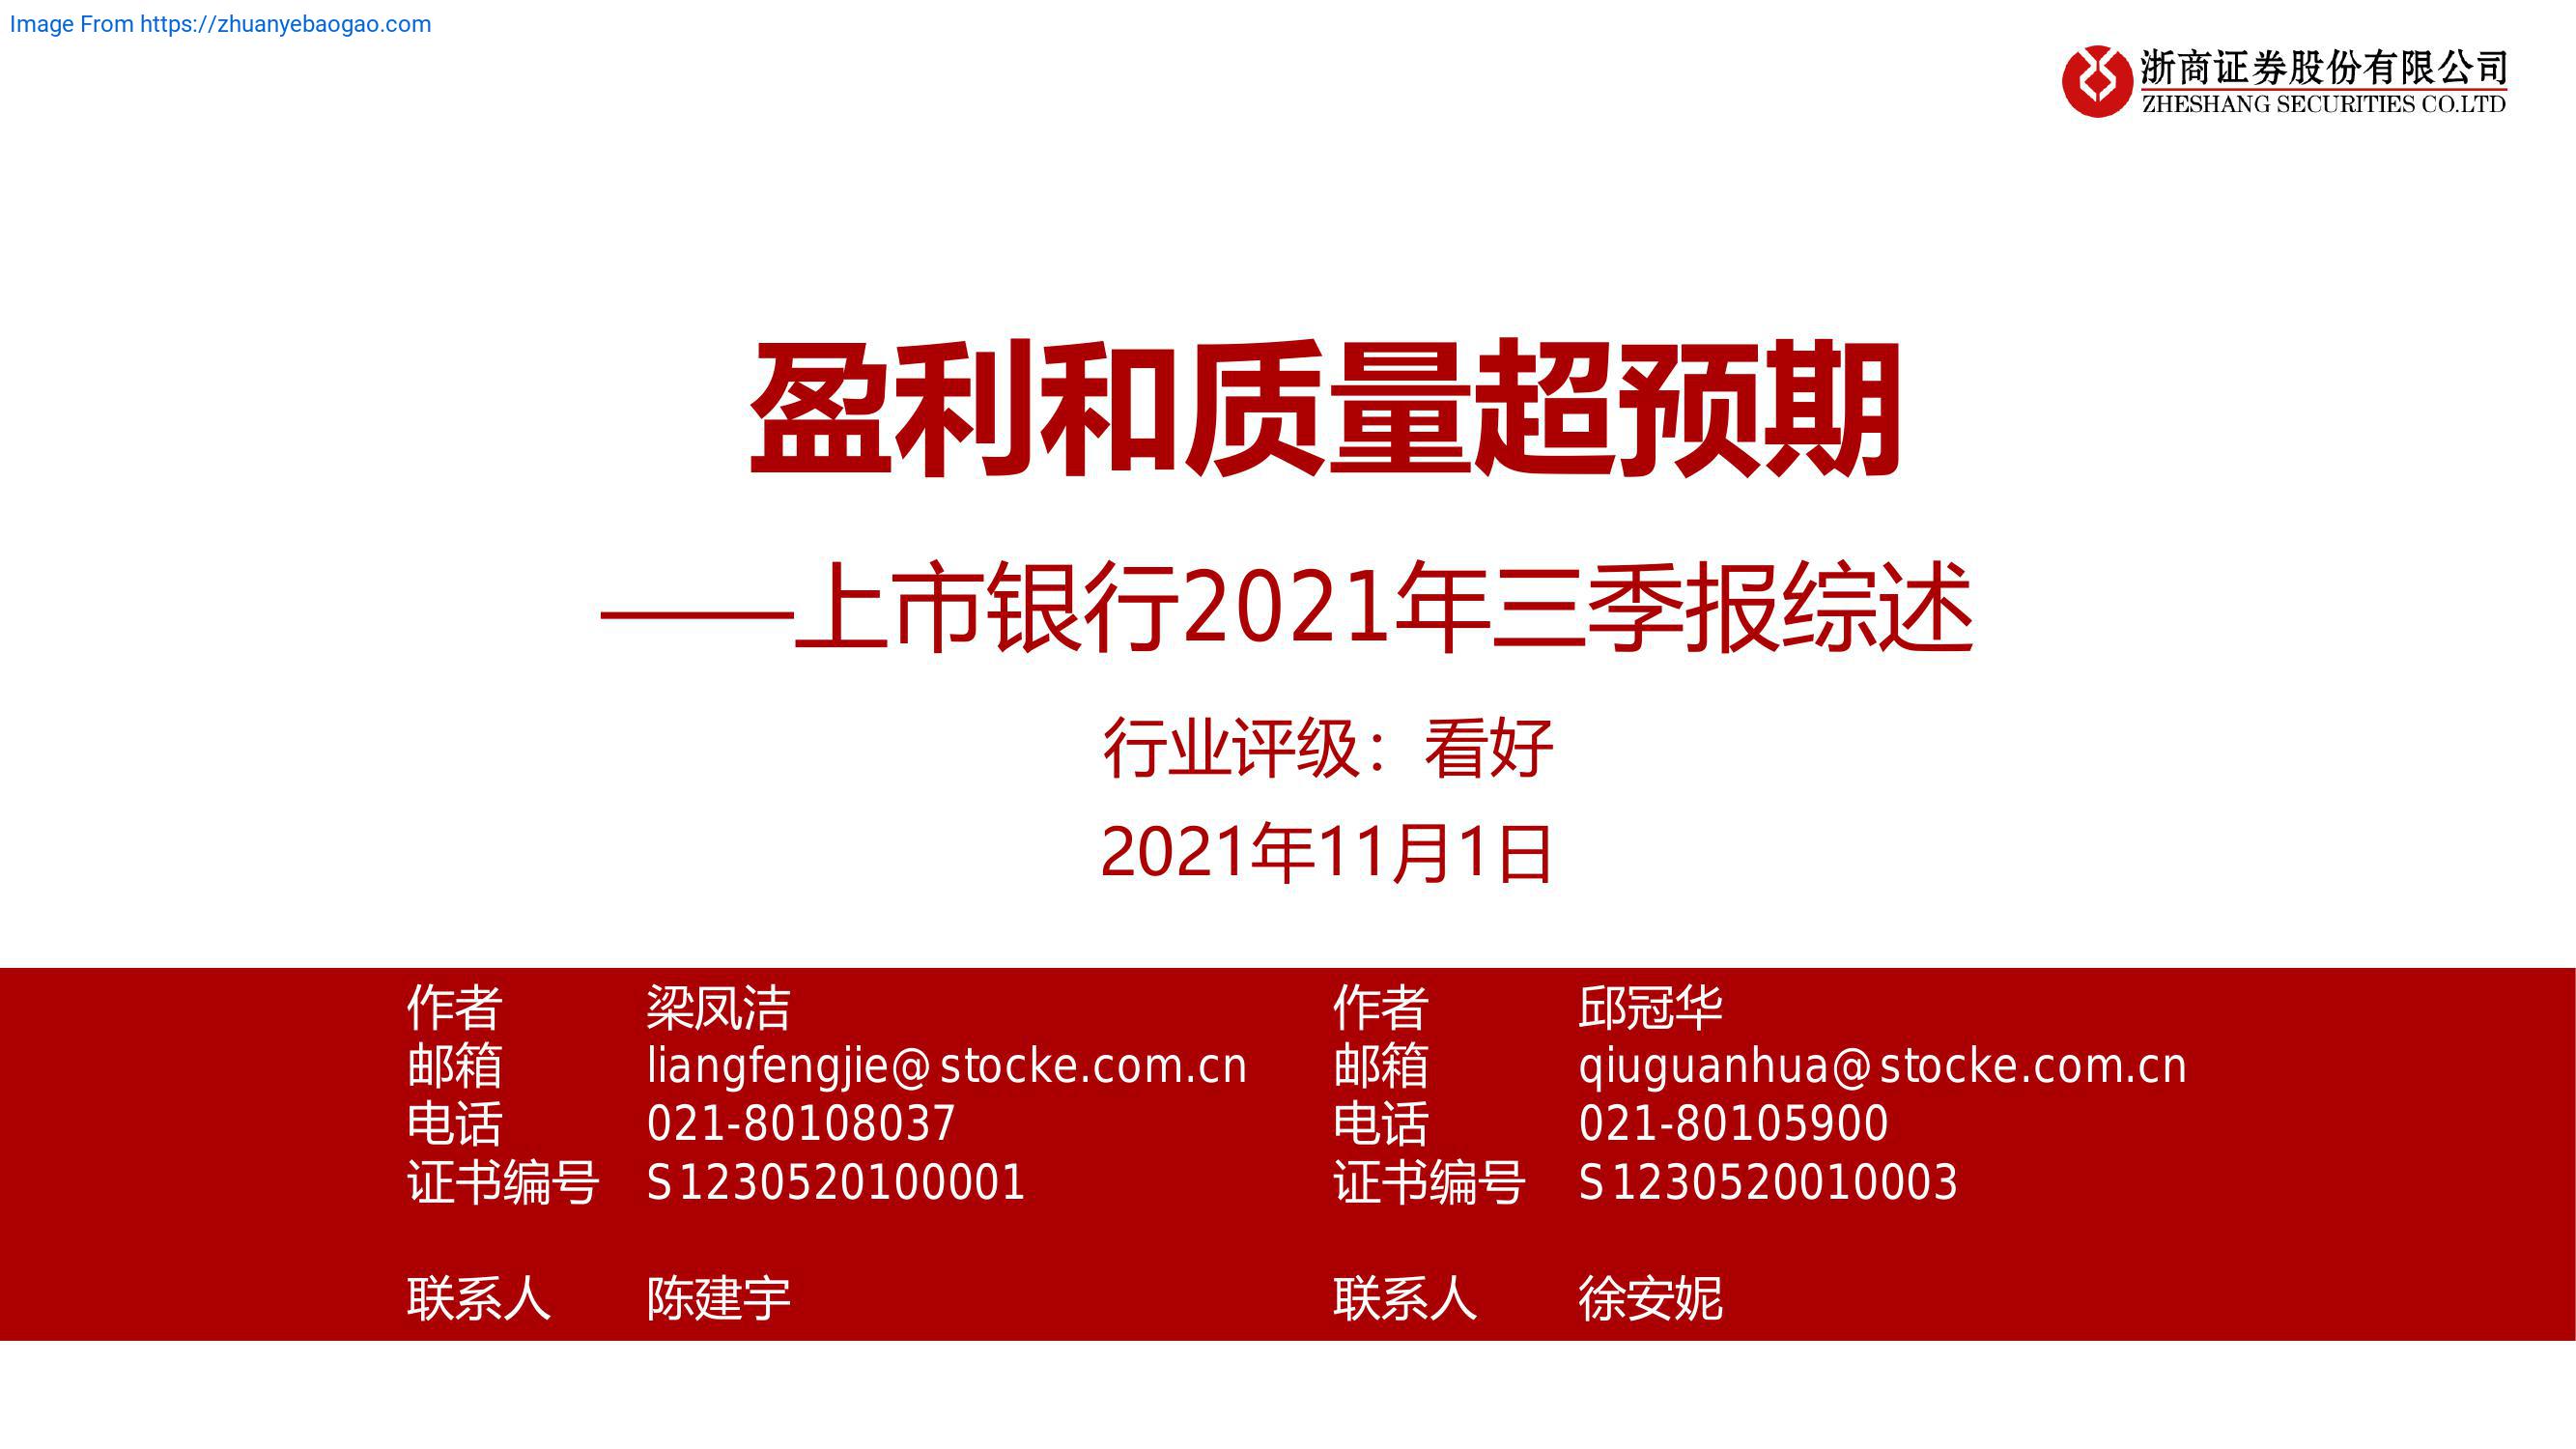 Image From https://zhuanyebaogao.com
浙商证券股份有限公司
ZHESHANG SECURITIES CO.LTD
盈利和质量超预期
——上市银行2021年三季报综述
行业评级：看好
2021年11月1日
作者 梁凤洁
邮箱 liangfengjie@stocke.com.cn
电话 021-80108037
证书编号 S1230520100001
联系人 陈建宇
作者 邱冠华
邮箱 qiuguanhua@stocke.com.cn
电话 021-80105900
证书编号 S1230520010003
联系人 徐安妮